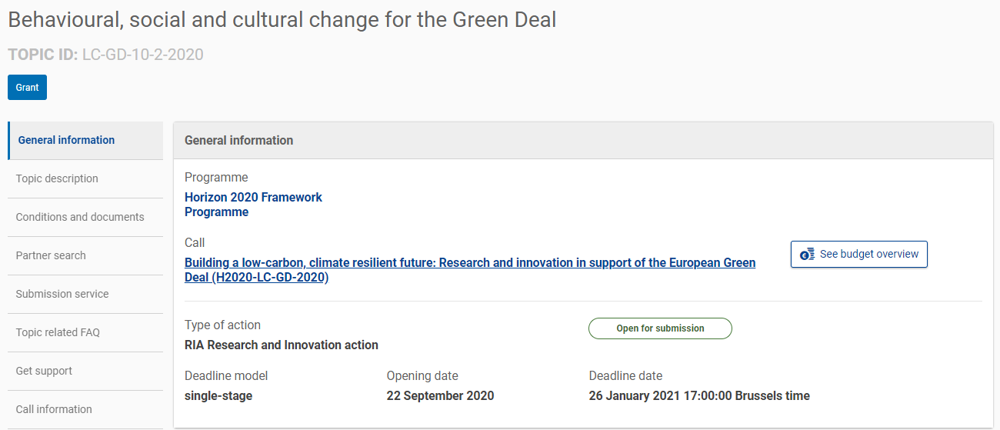 Behavioural, social and cultural change for the Green Deal
TOPIC ID: LC-GD-10-2-2020
Grant
General information
Topic description
Conditions and documents
Partner search
Submission service
Topic related FAQ
Get support
Call information
General information
Programme
Horizon 2020 Framework
Programme
Call
Building a low-carbon, climate resilient future: Research and innovation in support of the European Green
Deal (H2020-LC-GD-2020)
See budget overview
Type of action
RIA Research and Innovation action
Open for submission
Deadline model
single-stage
Opening date
22 September 2020
Deadline date
26 January 2021 17:00:00 Brussels time